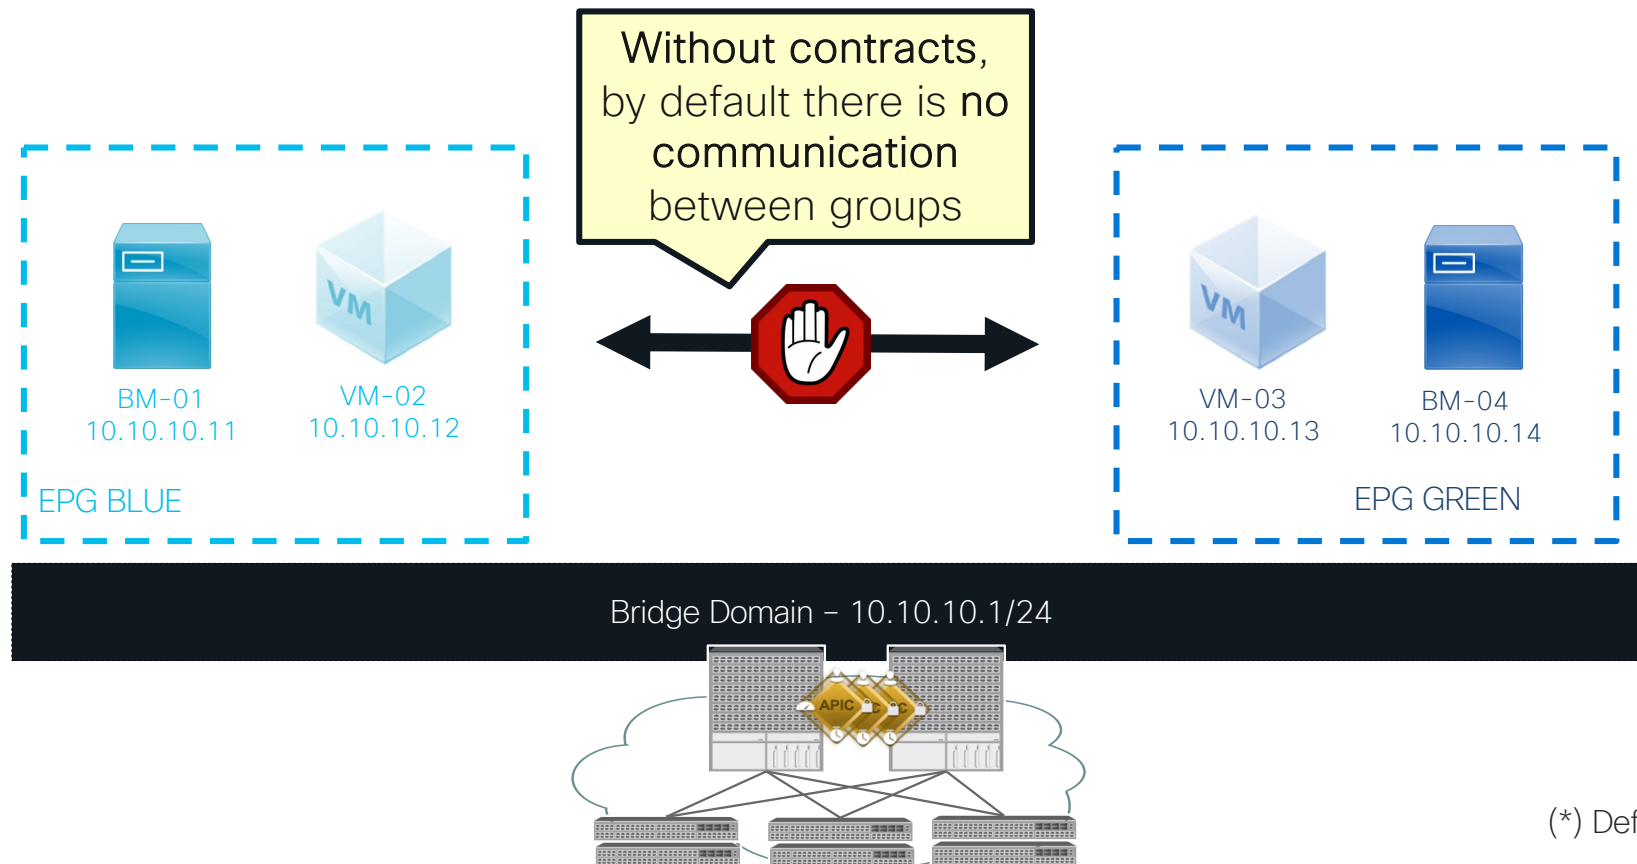 Without contracts,
by default there is no
communication
between groups
VM
VM
BM-01
10.10.10.11
VM-02
10.10.10.12
VM-03
10.10.10.13
BM-04
10.10.10.14
EPG BLUE
EPG GREEN
Bridge Domain – 10.10.10.1/24
APIC
C
C
(*) Def